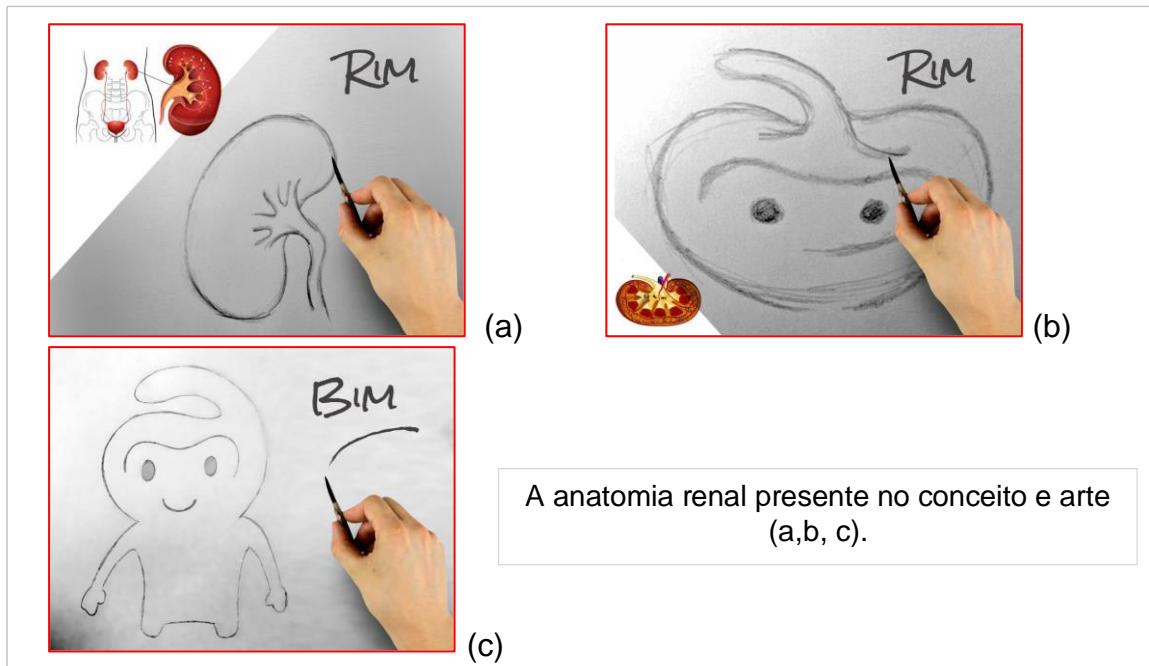 RIM
(a)
RIM
(b)
BIM
(c)
A anatomia renal presente no conceito e arte
(a,b, c).